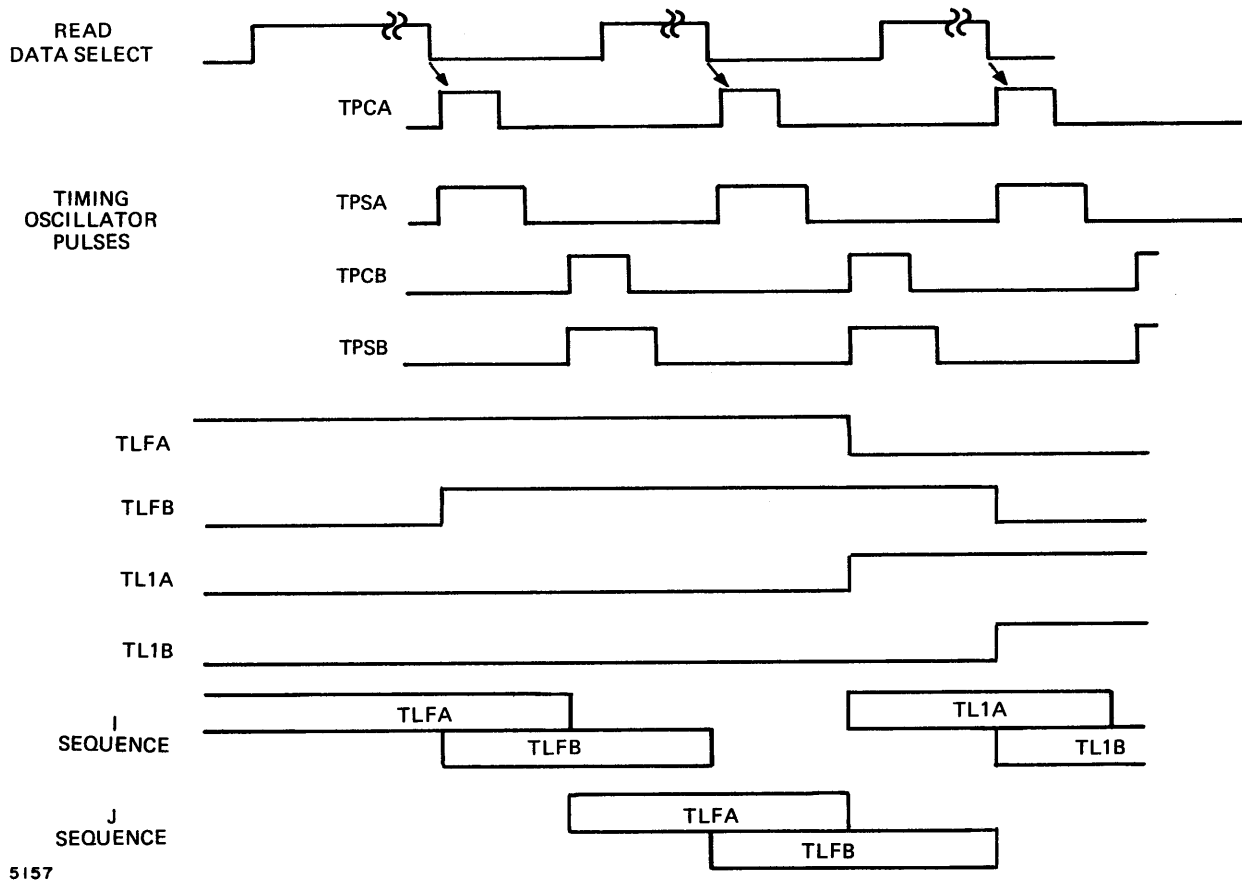 READ
DATA SELECT
TPCA
TIMING
OSCILLATOR
PULSES
TPSA
TPCB
TPSB
TLFA
TLFB
TL1A
TL1B
I
SEQUENCE
TLFA
TLFB
TL1A
TL1B
J
SEQUENCE
TLFA
TLFB
5157